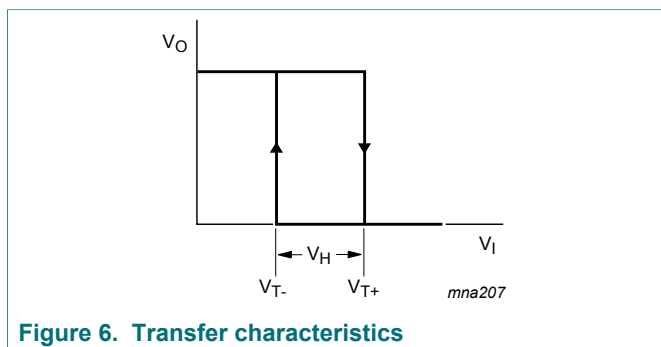 VO
VI
VH
VT-
VT+
mna207
Figure 6. Transfer characteristics